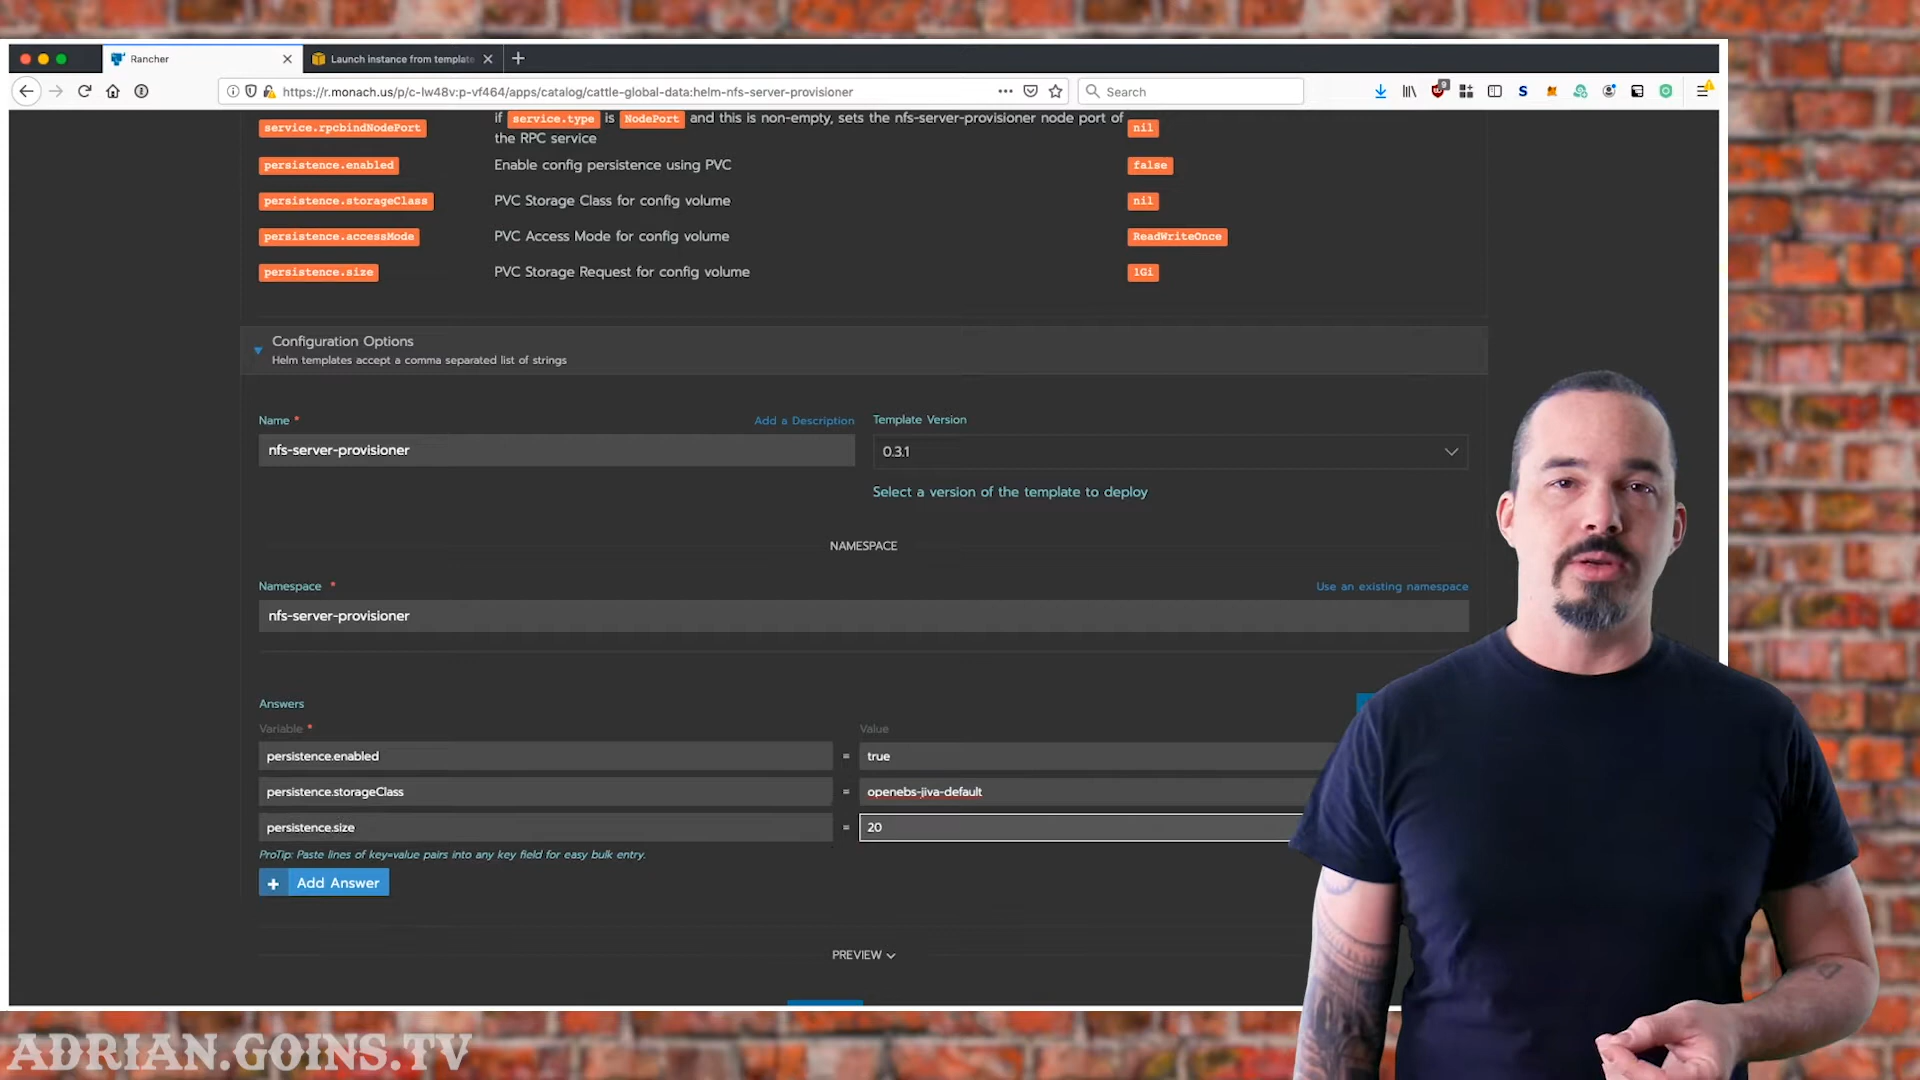 Rancher
Launch instance from template
https://r.monach.us/p/c-lw48v:p-vf464/apps/catalog/cattle-global-data:helm-nfs-server-provisioner
Search
service.rpcbindNodePort
if service.type is NodePort and this is non-empty, sets the nfs-server-provisioner node port of
the RPC service
nil
persistence.enabled Enable config persistence using PVC false
persistence.storageClass PVC Storage Class for config volume nil
persistence.accessMode PVC Access Mode for config volume ReadWriteOnce
persistence.size PVC Storage Request for config volume 1Gi
Configuration Options
Helm templates accept a comma separated list of strings
Name * Add a Description Template Version
nfs-server-provisioner 0.3.1
Select a version of the template to deploy
NAMESPACE
Namespace * Use an existing namespace
nfs-server-provisioner
Answers
Variable * Value
persistence.enabled = true
persistence.storageClass = openebs-jiva-default
persistence.size = 20
ProTip: Paste lines of key=value pairs into any key field for easy bulk entry.
+ Add Answer
PREVIEW
ADRIAN.GOINS.TV